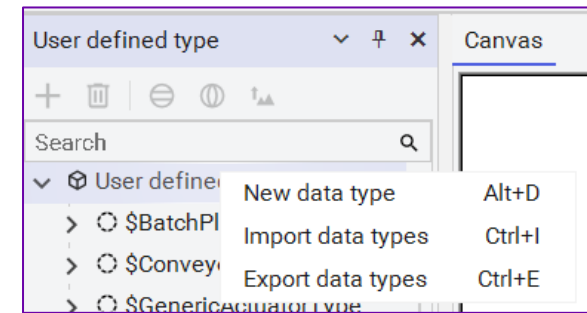 User defined type
Canvas
Search
User define
New data type Alt+D
$BatchPl
Import data types Ctrl+I
$Convey
Export data types Ctrl+E
$GenericActuatorType